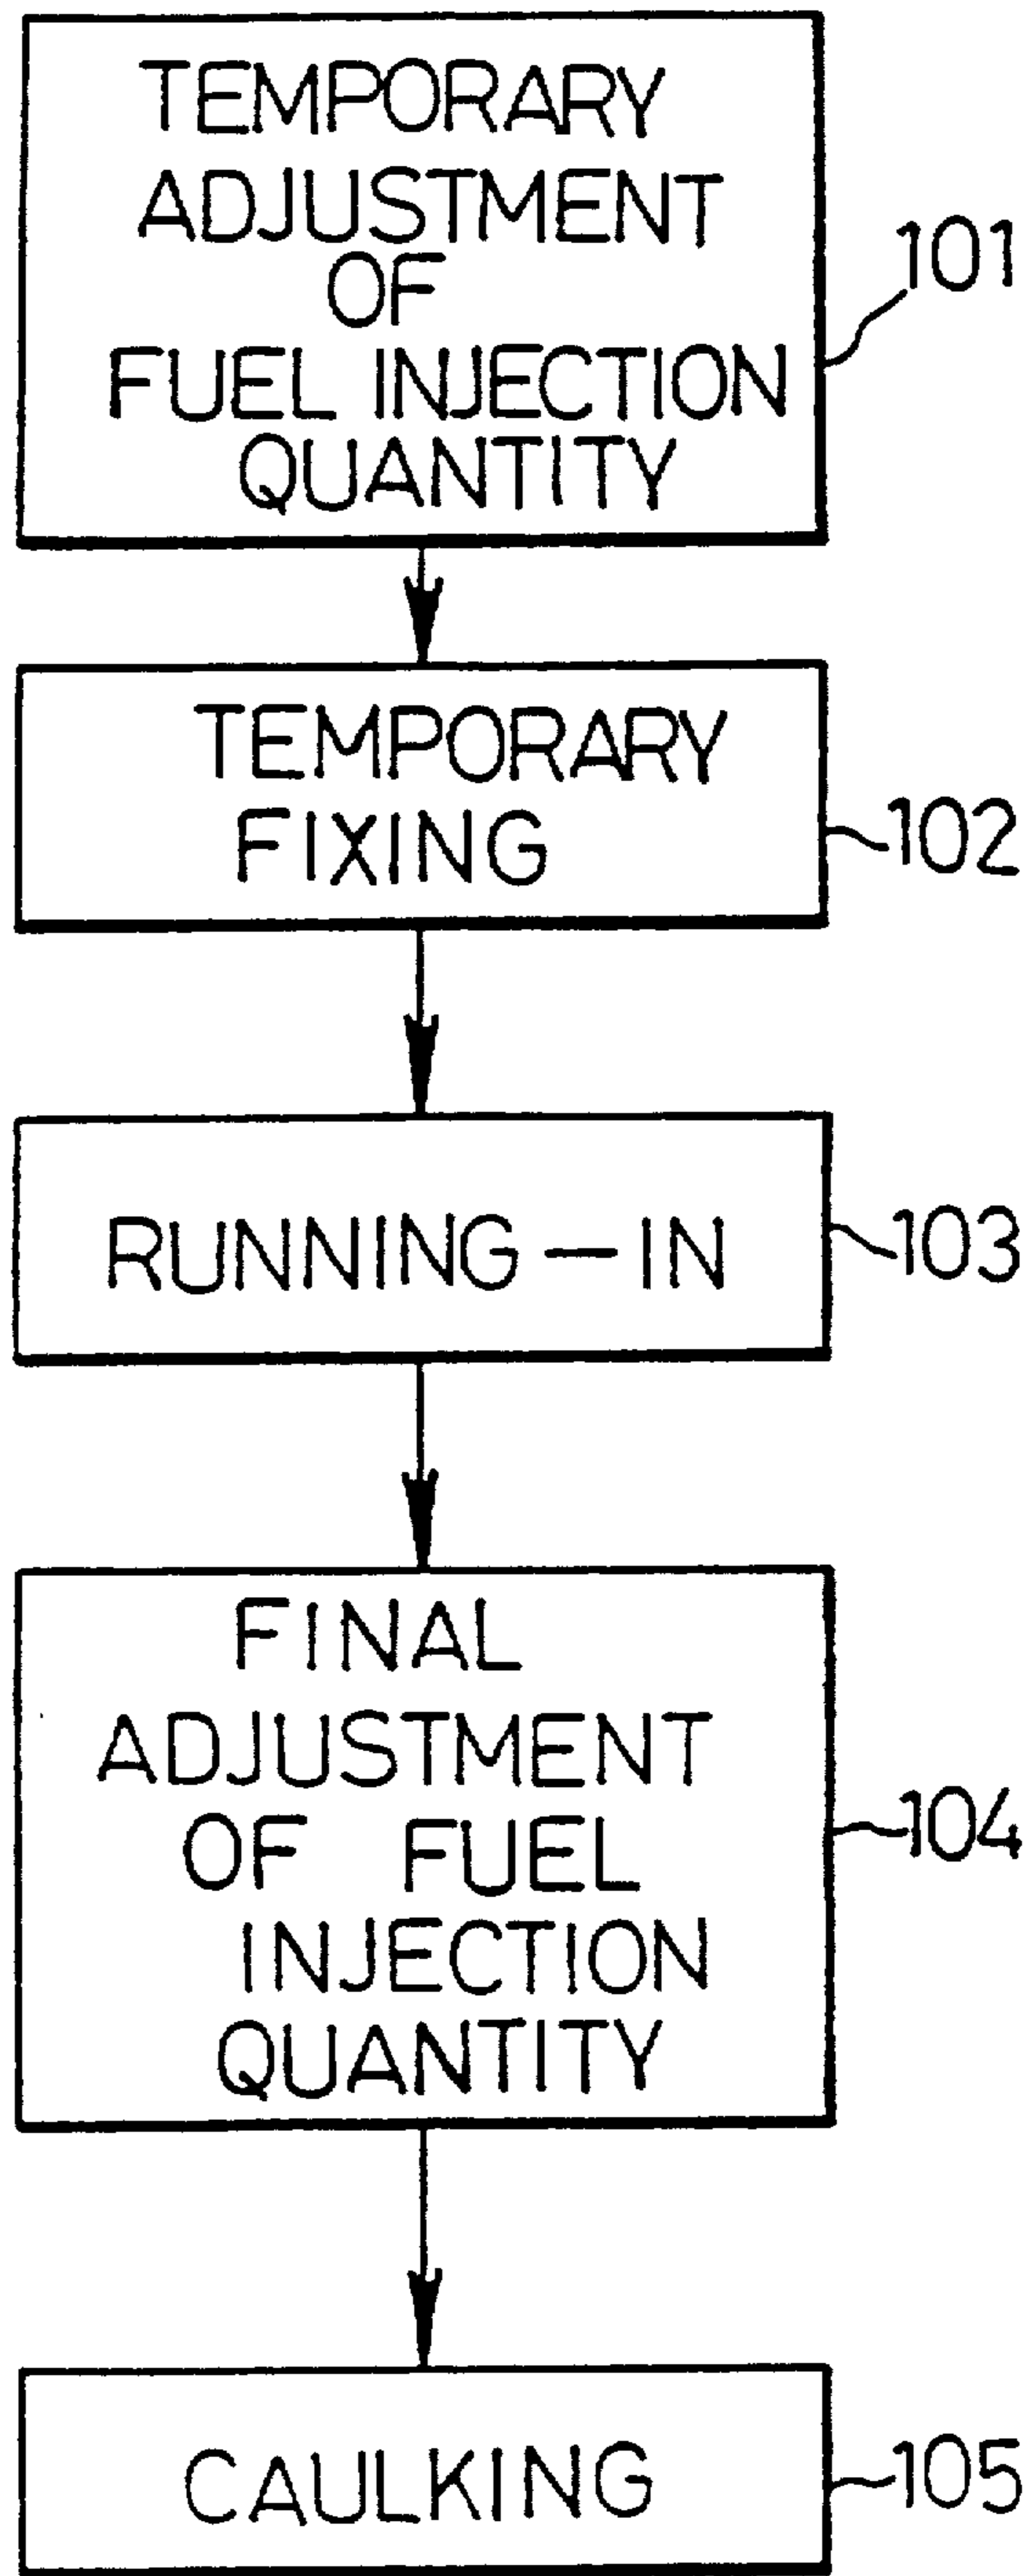 TEMPORARY
ADJUSTMENT
OF
FUEL INJECTION
QUANTITY
101
TEMPORARY
FIXING
102
RUNNING-IN
103
FINAL
ADJUSTMENT
OF FUEL
INJECTION
QUANTITY
104
CAULKING
105